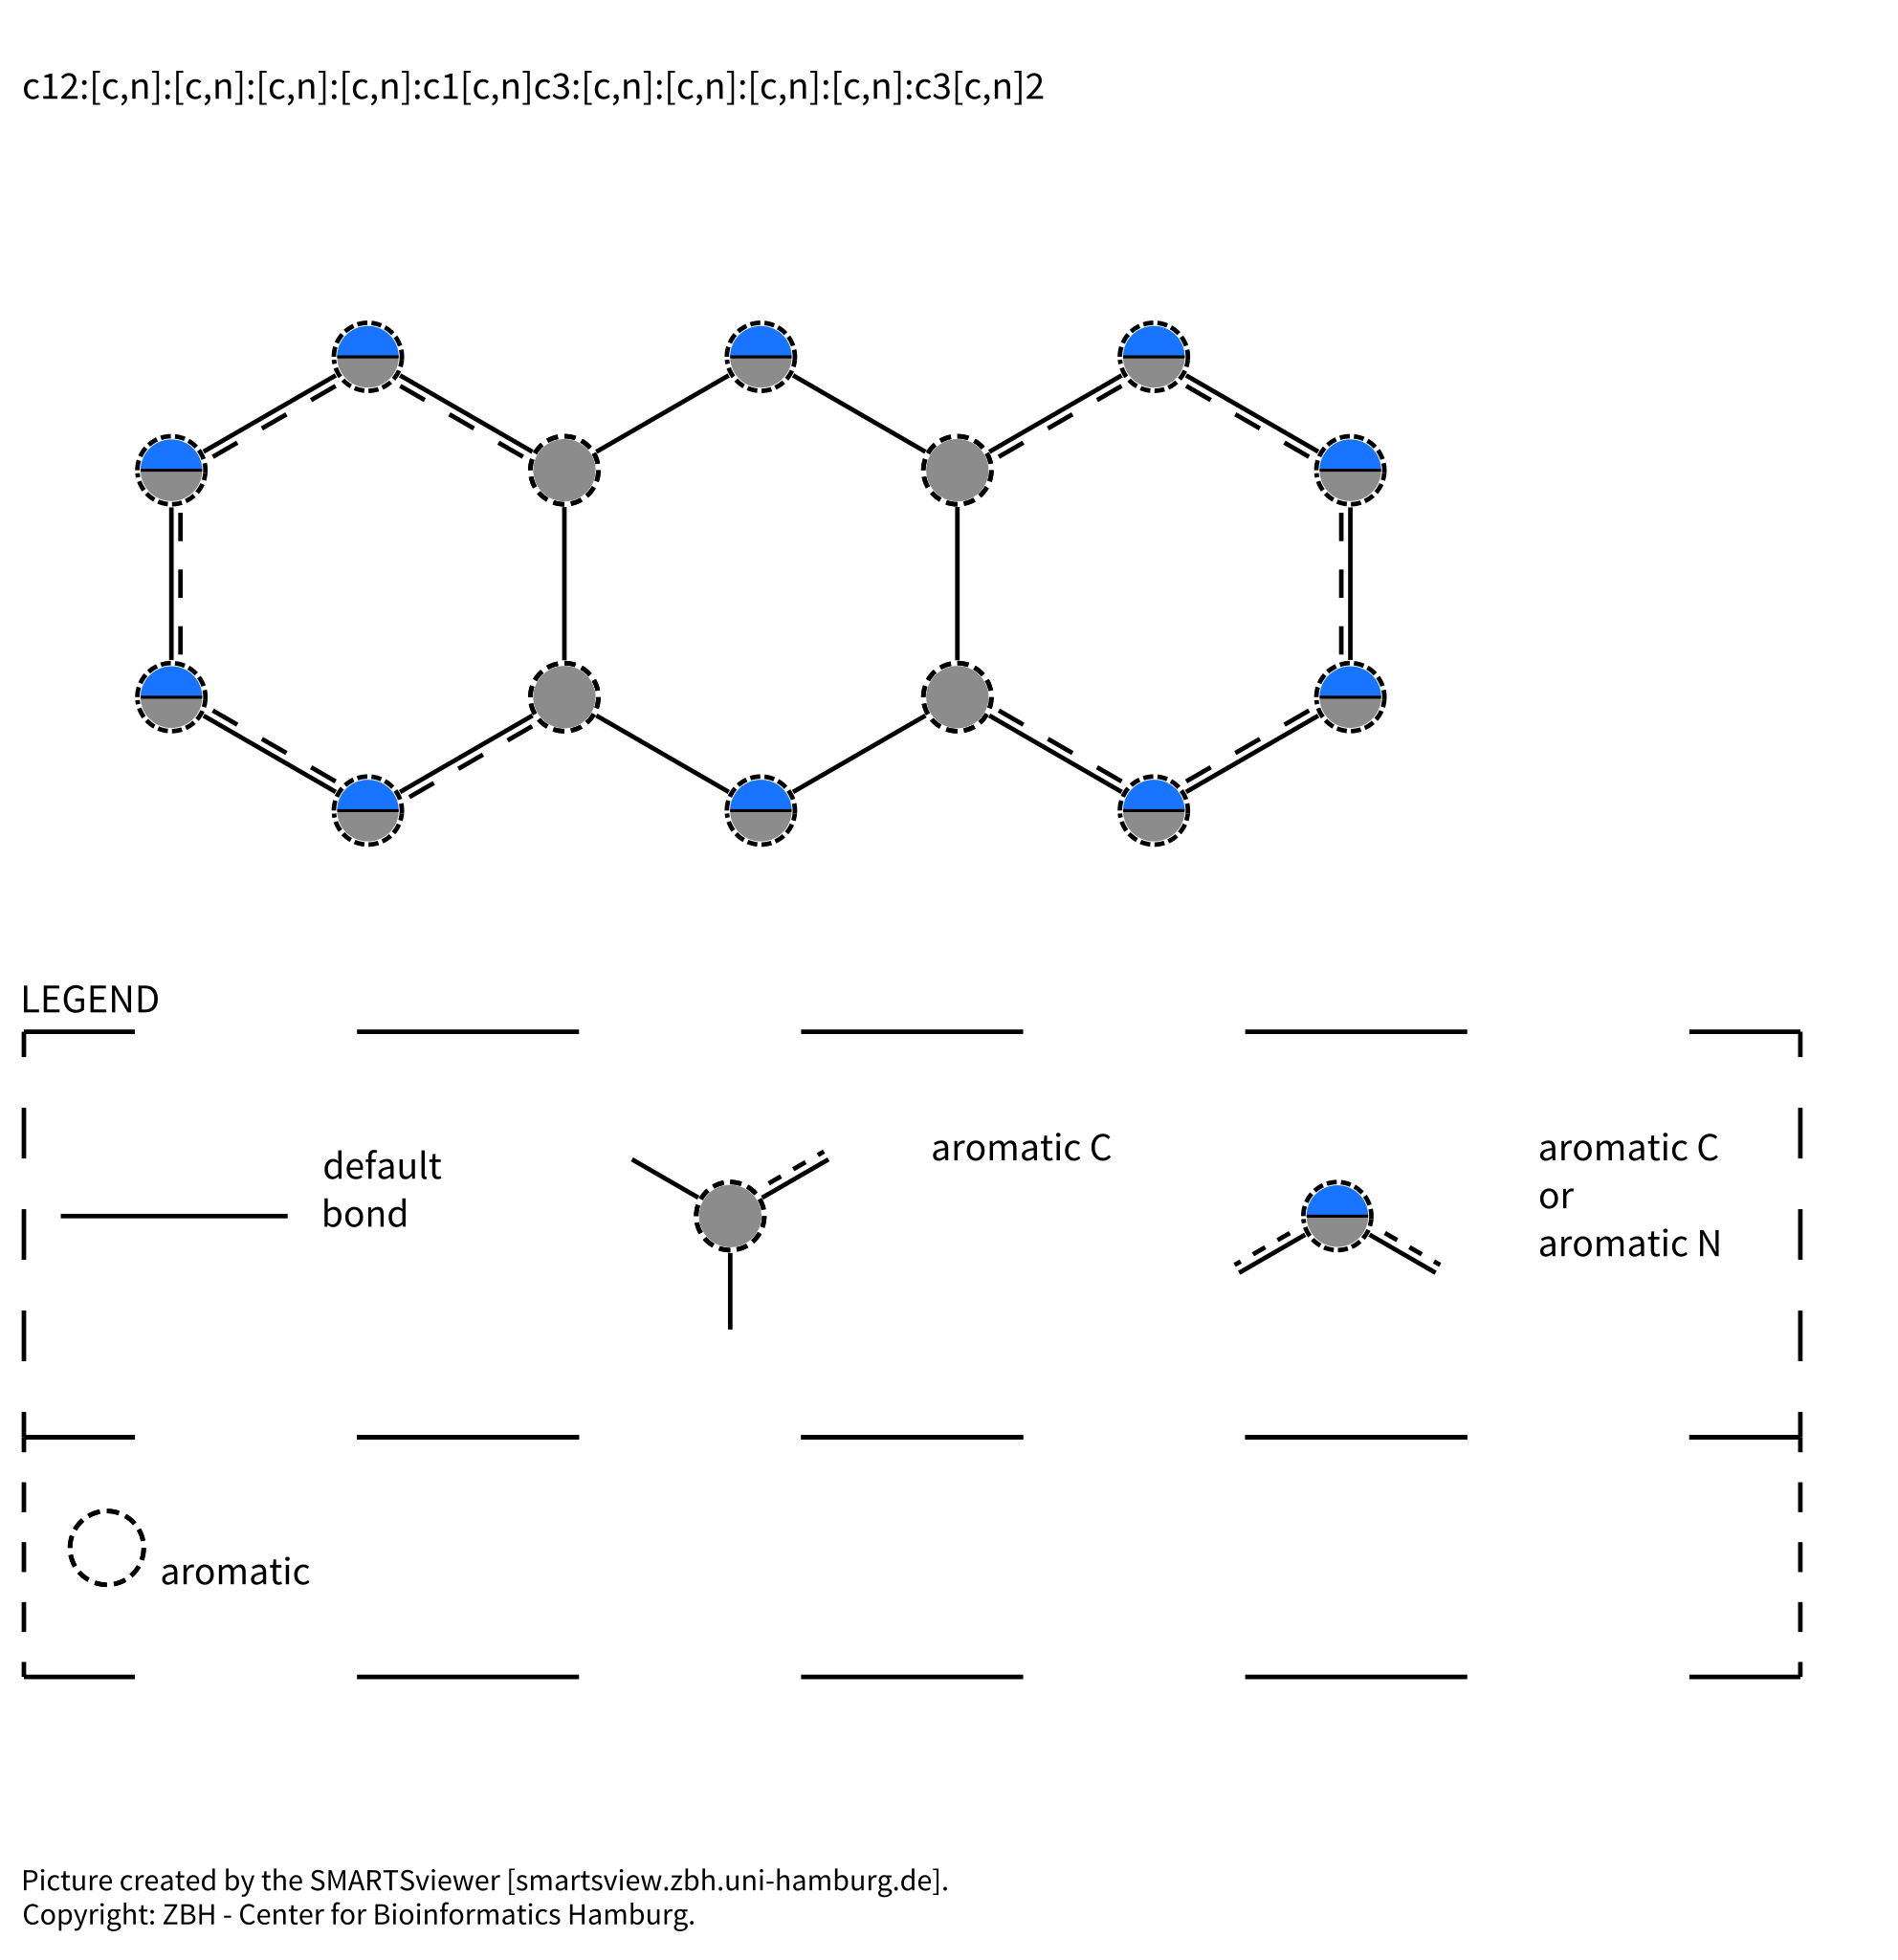 c12:[c,n]:[c,n]:[c,n]:[c,n]:c1[c,n]c3:[c,n]:[c,n]:[c,n]:[c,n]:c3[c,n]2
LEGEND
default
bond
aromatic C
aromatic C
or
aromatic N
aromatic
Picture created by the SMARTSviewer [smartsview.zbh.uni-hamburg.de].
Copyright: ZBH - Center for Bioinformatics Hamburg.